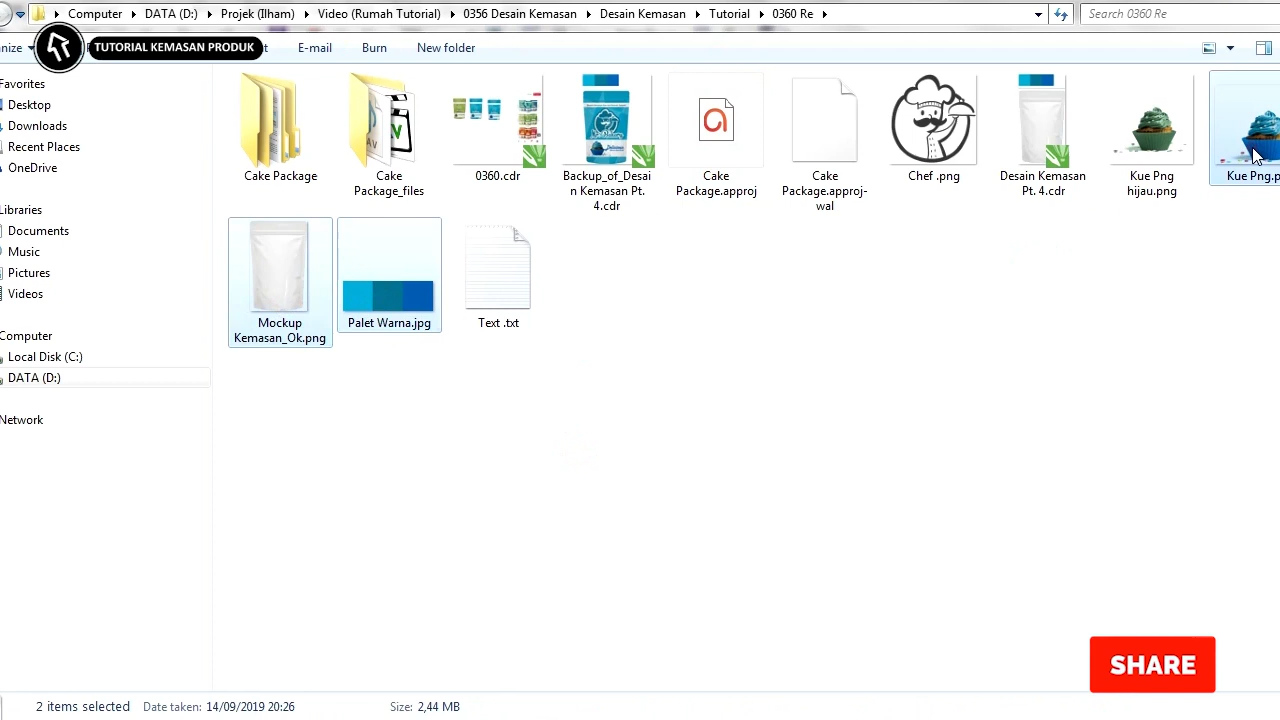 Computer
DATA (D:)
Projek (Ilham)
Video (Rumah Tutorial)
0356 Desain Kemasan
Desain Kemasan
Tutorial
0360 Re
Search 0360 Re
TUTORIAL KEMASAN PRODUK
E-mail
Burn
New folder
Favorites
Desktop
Downloads
Recent Places
OneDrive
Libraries
Documents
Music
Pictures
Videos
Computer
Local Disk (C:)
DATA (D:)
Network
Cake Package
Cake
Package_files
0360.cdr
Backup_of_Desai
n Kemasan Pt.
4.cdr
Cake
Package.approj
Cake
Package.approj-
wal
Chef .png
Desain Kemasan
Pt. 4.cdr
Kue Png
hijau.png
Kue Png.p
Mockup
Kemasan_Ok.png
Palet Warna.jpg
Text .txt
SHARE
2 items selected
Date taken: 14/09/2019 20:26
Size: 2,44 MB